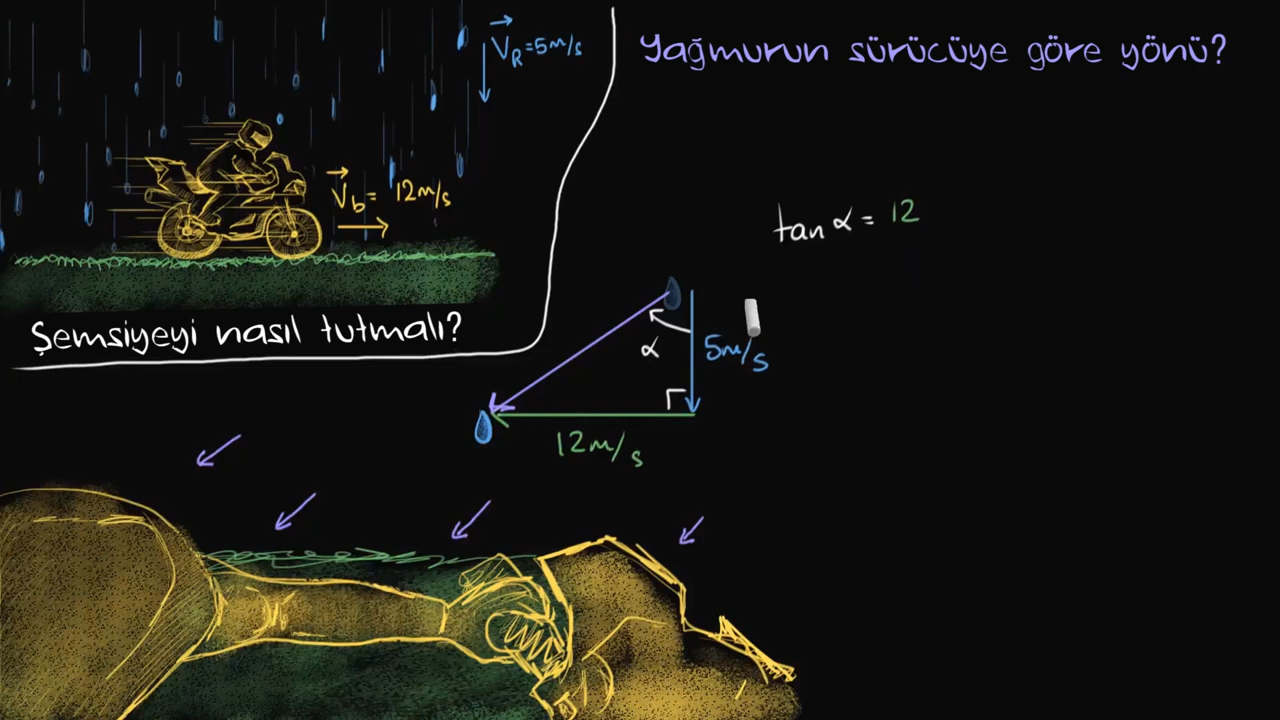 V_R = 5m/s
V_b = 12m/s
Şemsiyeyi nasıl tutmalı?
Yağmurun sürücüye göre yönü?
tan α = 12
α
5m/s
12m/s